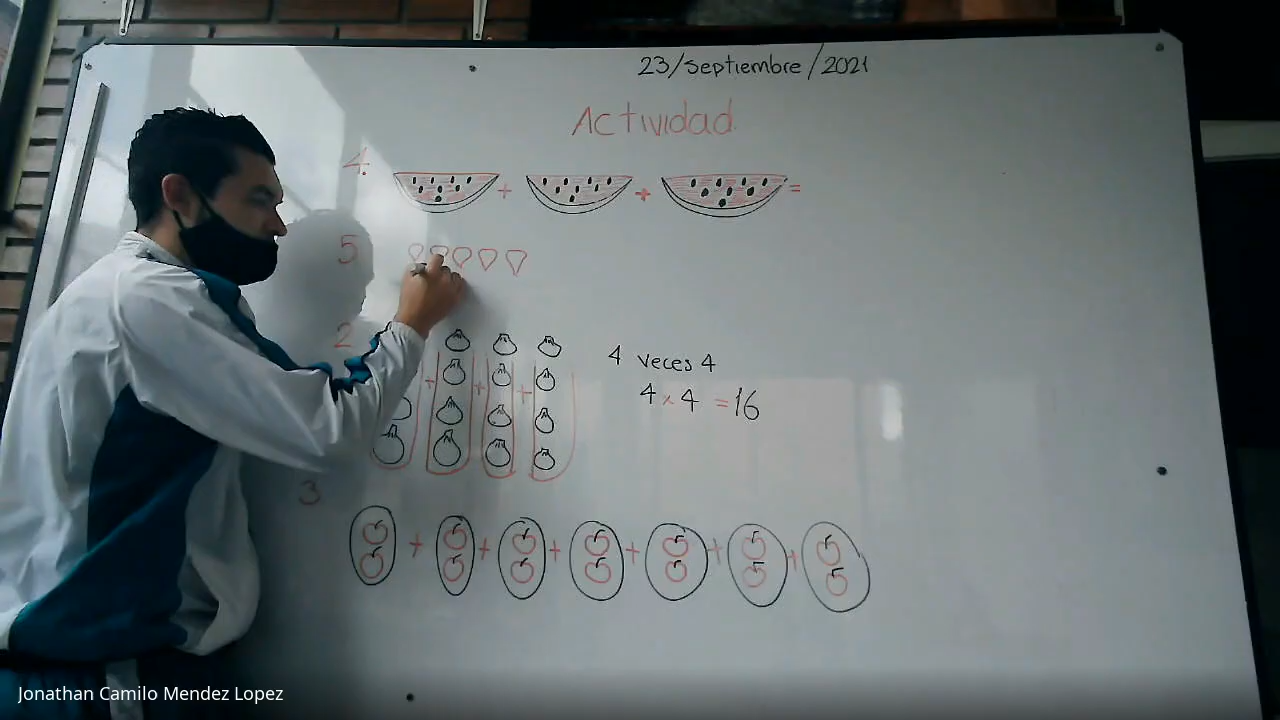 23/Septiembre/2021
Actividad
4
+ + =
5
2
+ + +
4 veces 4
4 x 4 = 16
3
+ + + + + +
Jonathan Camilo Mendez Lopez